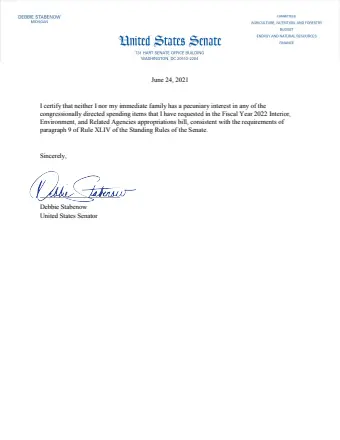 DEBBIE STABENOW
MICHIGAN
COMMITTEES:
AGRICULTURE, NUTRITION, AND FORESTRY
BUDGET
ENERGY AND NATURAL RESOURCES
FINANCE
United States Senate
731 HART SENATE OFFICE BUILDING
WASHINGTON, DC 20510-2204
June 24, 2021
I certify that neither I nor my immediate family has a pecuniary interest in any of the
congressionally directed spending items that I have requested in the Fiscal Year 2022 Interior,
Environment, and Related Agencies appropriations bill, consistent with the requirements of
paragraph 9 of Rule XLIV of the Standing Rules of the Senate.
Sincerely,
Debbie Stabenow
Debbie Stabenow
United States Senator